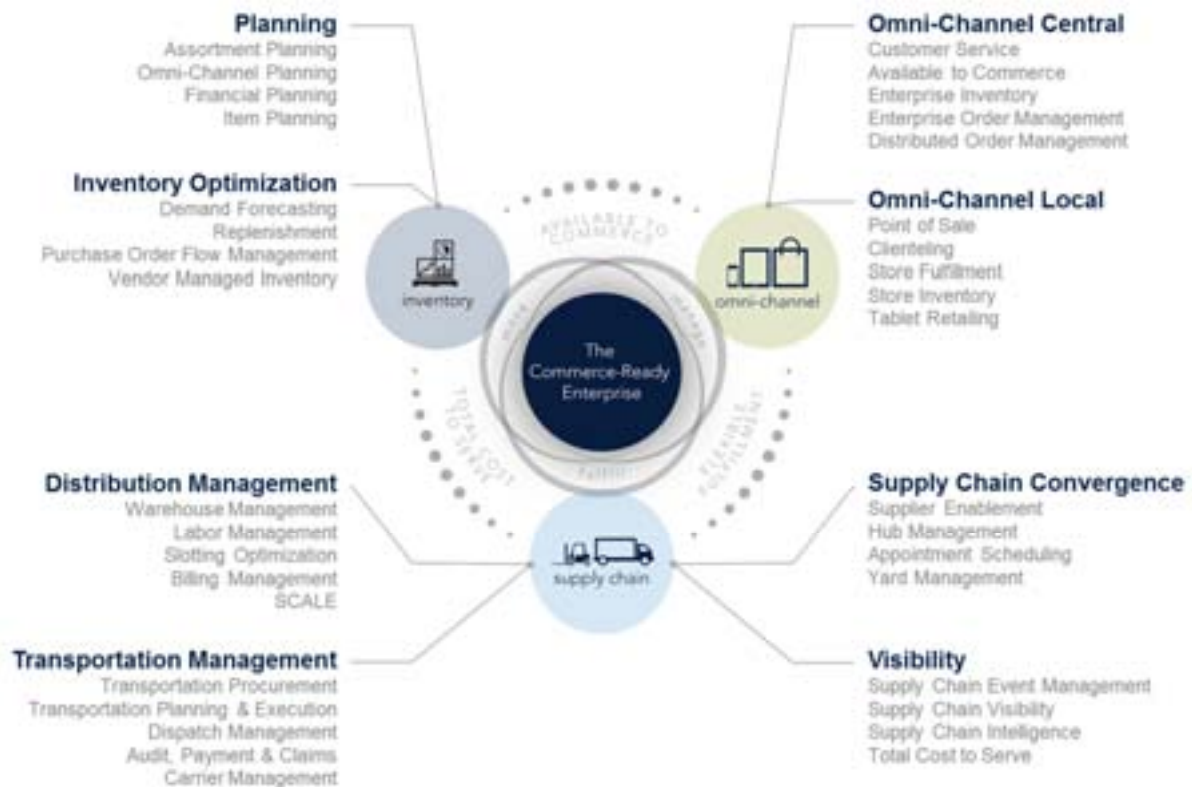 Planning
Assortment Planning
Omni-Channel Planning
Financial Planning
Item Planning
Inventory Optimization
Demand Forecasting
Replenishment
Purchase Order Flow Management
Vendor Managed Inventory
Omni-Channel Central
Customer Service
Available to Commerce
Enterprise Inventory
Enterprise Order Management
Distributed Order Management
Omni-Channel Local
Point of Sale
Clienteling
Store Fulfillment
Store Inventory
Tablet Retailing
AVAILABLE TO
COMMERCE
inventory
omni-channel
manage
The
Commerce-Ready
Enterprise
TOTAL COST
TO SERVE
FLEXIBLE
FULFILLMENT
supply chain
Distribution Management
Warehouse Management
Labor Management
Slotting Optimization
Billing Management
SCALE
Transportation Management
Transportation Procurement
Transportation Planning & Execution
Dispatch Management
Audit, Payment & Claims
Carrier Management
Supply Chain Convergence
Supplier Enablement
Hub Management
Appointment Scheduling
Yard Management
Visibility
Supply Chain Event Management
Supply Chain Visibility
Supply Chain Intelligence
Total Cost to Serve